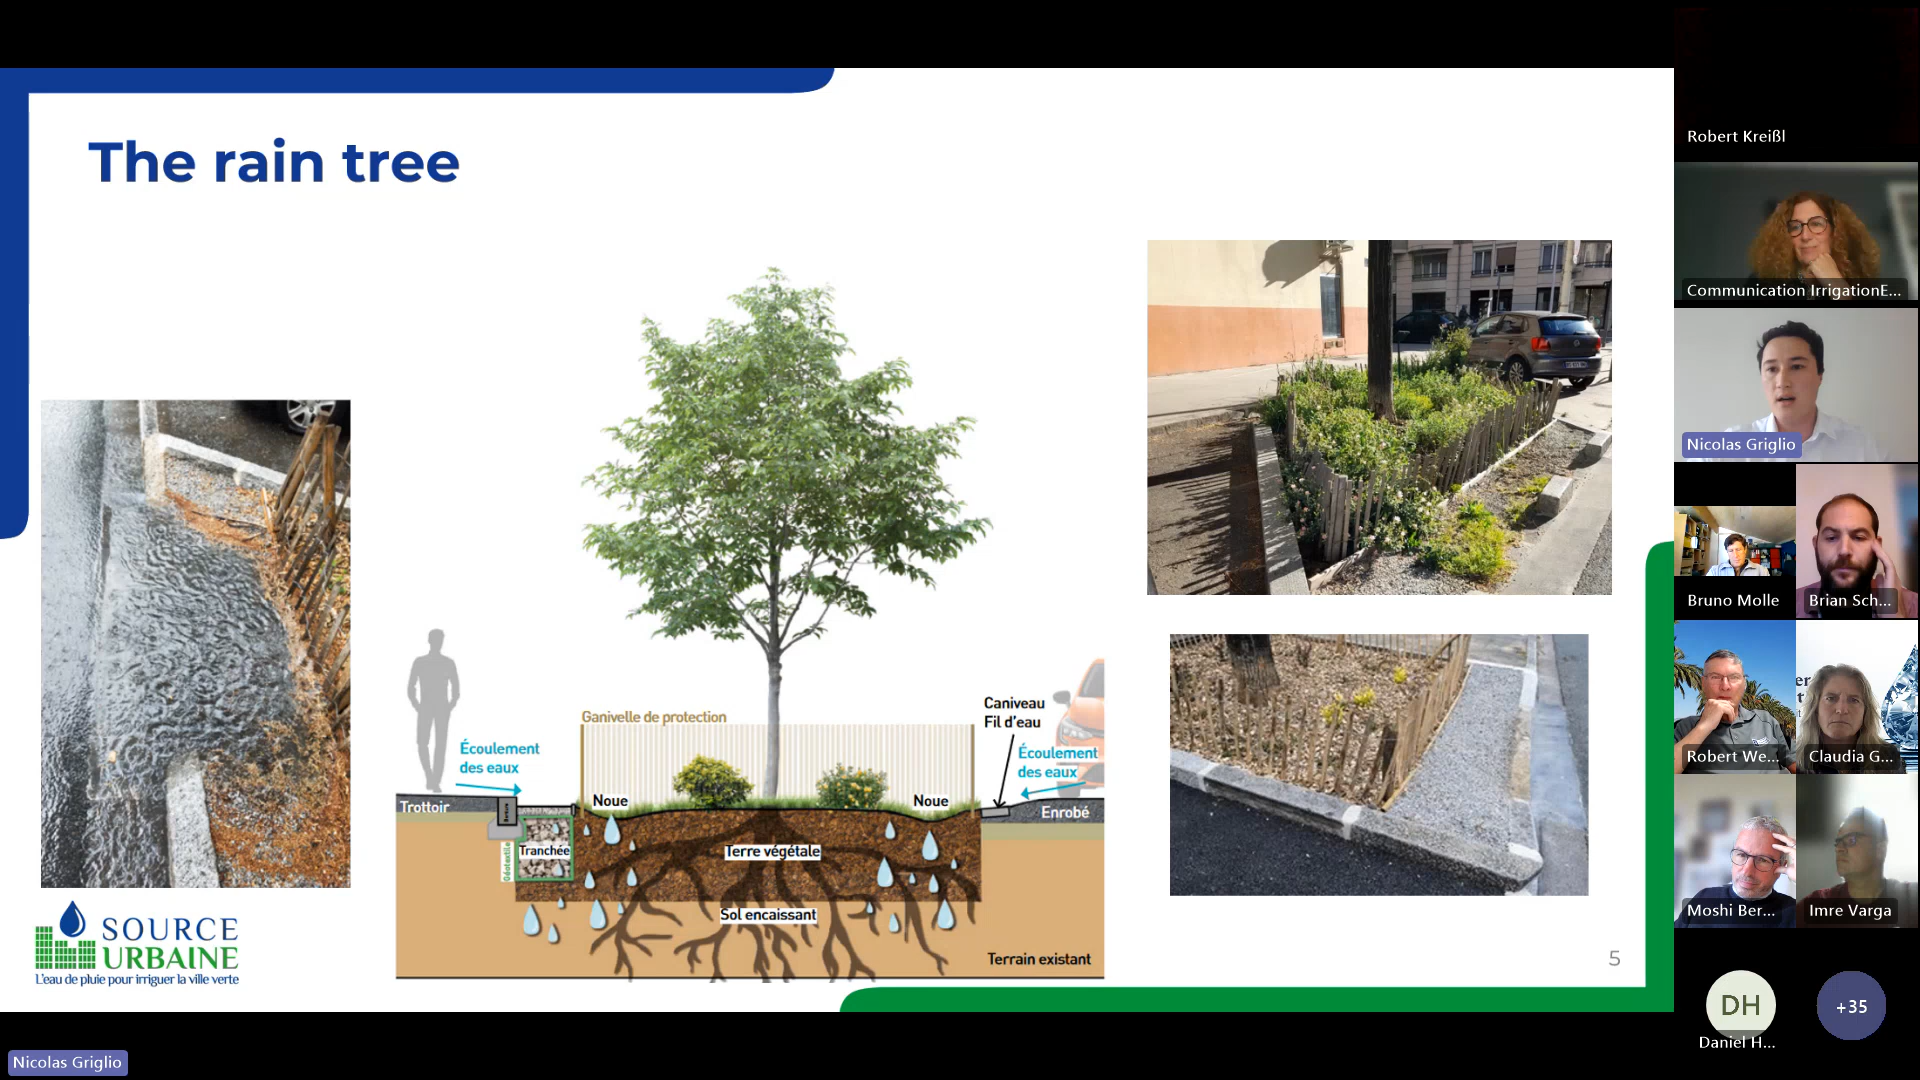 The rain tree
Ganivelle de protection
Caniveau
Fil d'eau
Écoulement
des eaux
Écoulement
des eaux
Trottoir
Noue
Noue
Enrobé
Géotextile
Tranchée
Terre végétale
Sol encaissant
Terrain existant
SOURCE
URBAINE
L'eau de pluie pour irriguer la ville verte
5
Nicolas Griglio
Robert Kreißl
Communication IrrigationE...
Nicolas Griglio
Bruno Molle
Brian Sch...
Robert We...
Claudia G...
Moshi Ber...
Imre Varga
DH
+35
Daniel H...